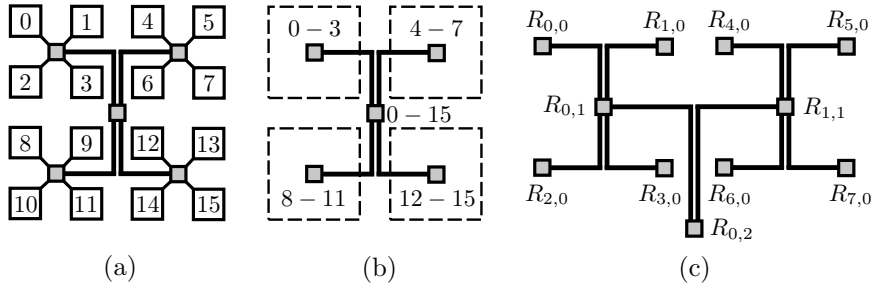 0 1 4 5
2 3 6 7
8 9 12 13
10 11 14 15
(a)
0 − 3 4 − 7
0 − 15
8 − 11 12 − 15
(b)
R0,0 R1,0 R4,0 R5,0
R0,1 R1,1
R2,0 R3,0 R6,0 R7,0
R0,2
(c)